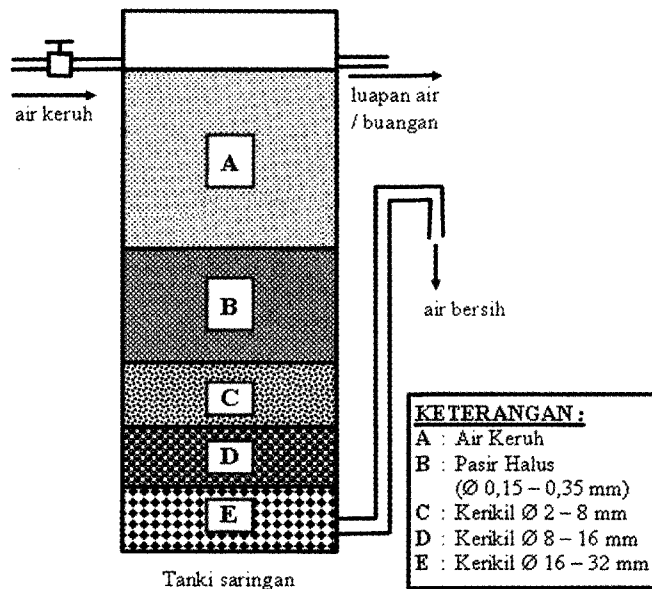 air keruh
luapan air
/ buangan
A
B
C
D
E
air bersih
Tanki saringan
KETERANGAN :
A : Air Keruh
B : Pasir Halus
(Ø 0,15 – 0,35 mm)
C : Kerikil Ø 2 – 8 mm
D : Kerikil Ø 8 – 16 mm
E : Kerikil Ø 16 – 32 mm